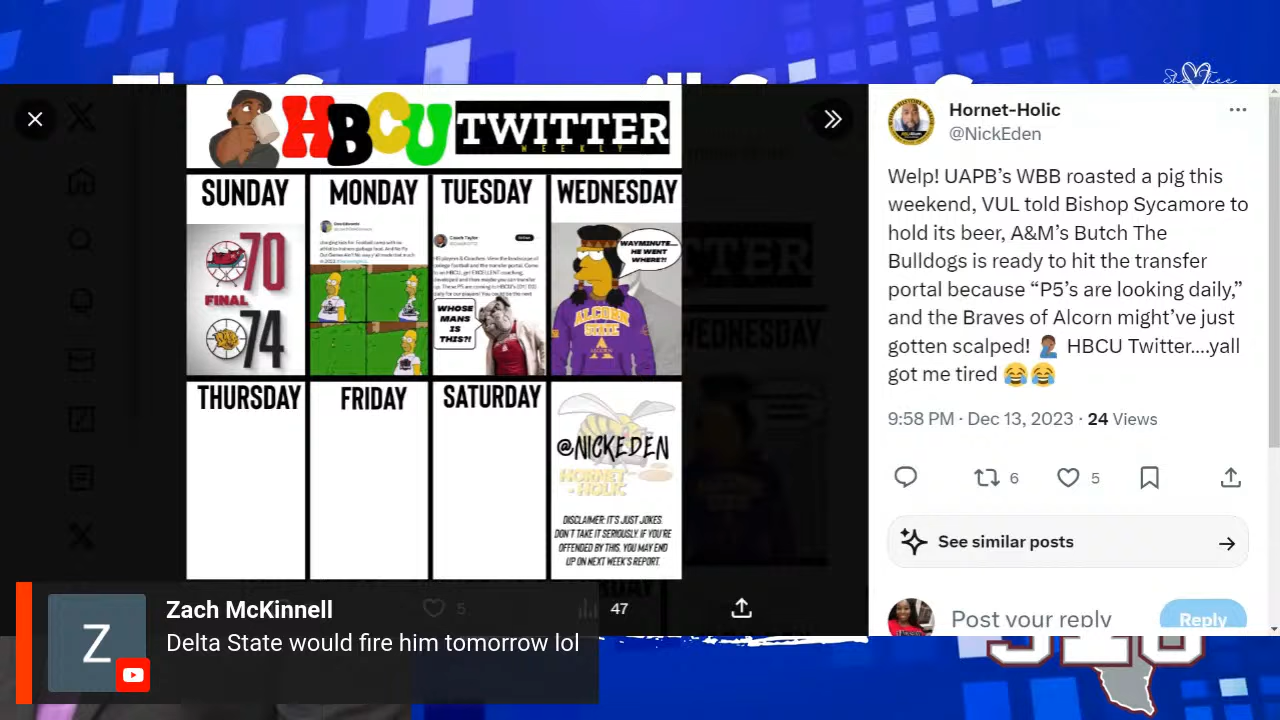 She Thee
HBCU TWITTER
WEEKLY
SUNDAY
MONDAY
TUESDAY
WEDNESDAY
70
FINAL
74
Coach Taylor
WHOSE
MANS
IS
THIS?!
WAYMINUTE....
HE WENT
WHERE?!
ALCORN
STATE
A
THURSDAY
FRIDAY
SATURDAY
@NICKEDEN
HORNET
-HOLIC
DISCLAIMER: IT'S JUST JOKES.
DON'T TAKE IT SERIOUSLY. IF YOU'RE
OFFENDED BY THIS, YOU MAY END
UP ON NEXT WEEK'S REPORT.
5
47
Hornet-Holic
@NickEden
Welp! UAPB's WBB roasted a pig this
weekend, VUL told Bishop Sycamore to
hold its beer, A&M's Butch The
Bulldogs is ready to hit the transfer
portal because “P5's are looking daily,”
and the Braves of Alcorn might've just
gotten scalped! 🤦🏾‍♂️ HBCU Twitter....yall
got me tired 😂😂
9:58 PM · Dec 13, 2023 · 24 Views
6
5
See similar posts
Post your reply
Reply
Z
Zach McKinnell
Delta State would fire him tomorrow lol